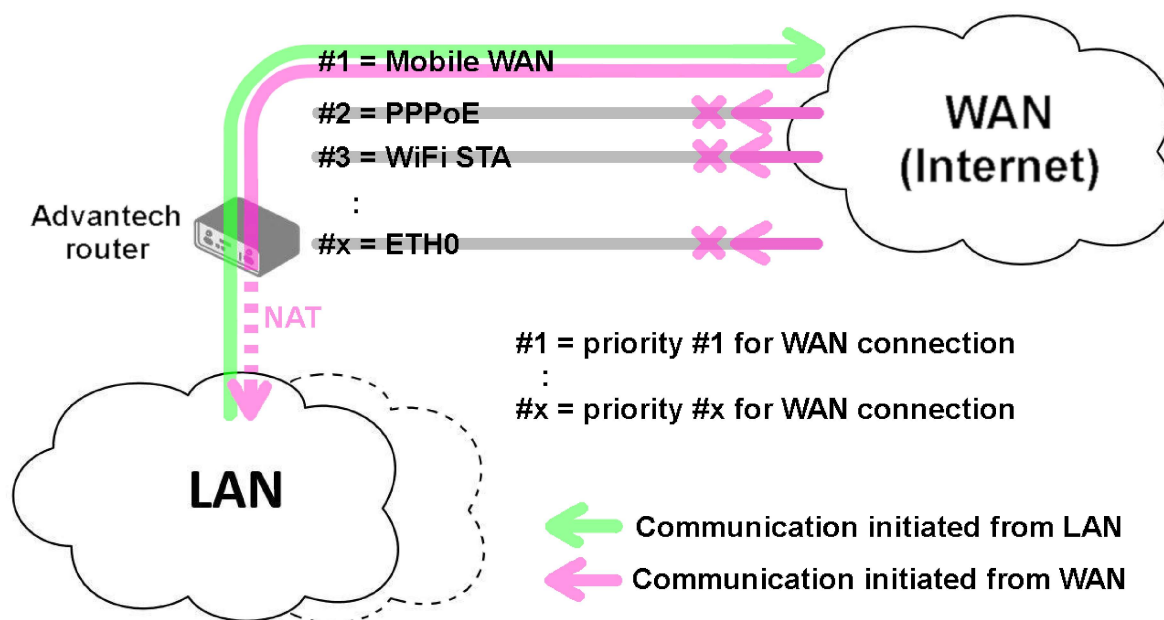 #1 = Mobile WAN
#2 = PPPoE
#3 = WiFi STA
:
#x = ETH0
WAN
(Internet)
Advantech
router
NAT
#1 = priority #1 for WAN connection
:
#x = priority #x for WAN connection
LAN
Communication initiated from LAN
Communication initiated from WAN